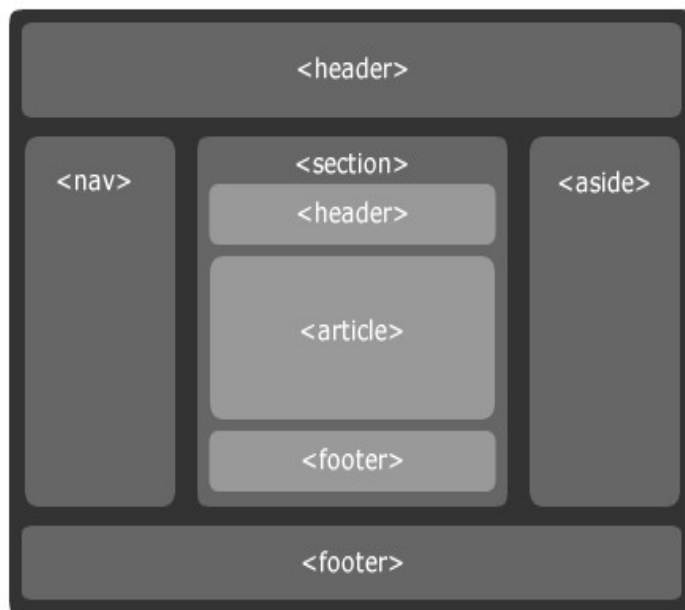 <header>
<nav>
<section>
<aside>
<header>
<article>
<footer>
<footer>